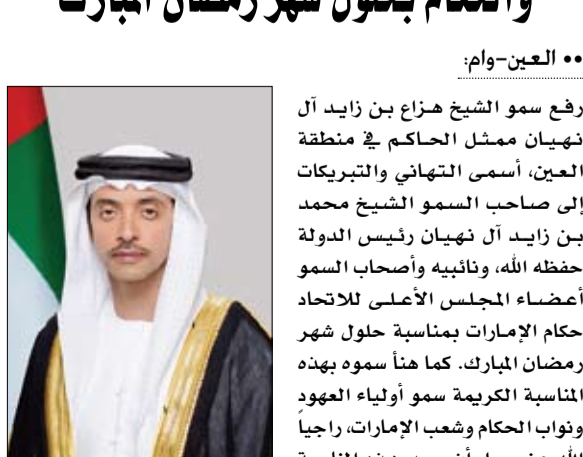 والحكام بحلول شهر رمضان المبارك
•• العين-وام:
رفع سمو الشيخ هزاع بن زايد آل
نهيان ممثل الحاكم في منطقة
العين، أسمى التهاني والتبريكات
إلى صاحب السمو الشيخ محمد
بن زايد آل نهيان رئيس الدولة
حفظه الله، ونائبيه وأصحاب السمو
أعضاء المجلس الأعلى للاتحاد
حكام الإمارات بمناسبة حلول شهر
رمضان المبارك. كما هنأ سموه بهذه
المناسبة الكريمة سمو أولياء العهود
ونواب الحكام وشعب الإمارات، راجياً